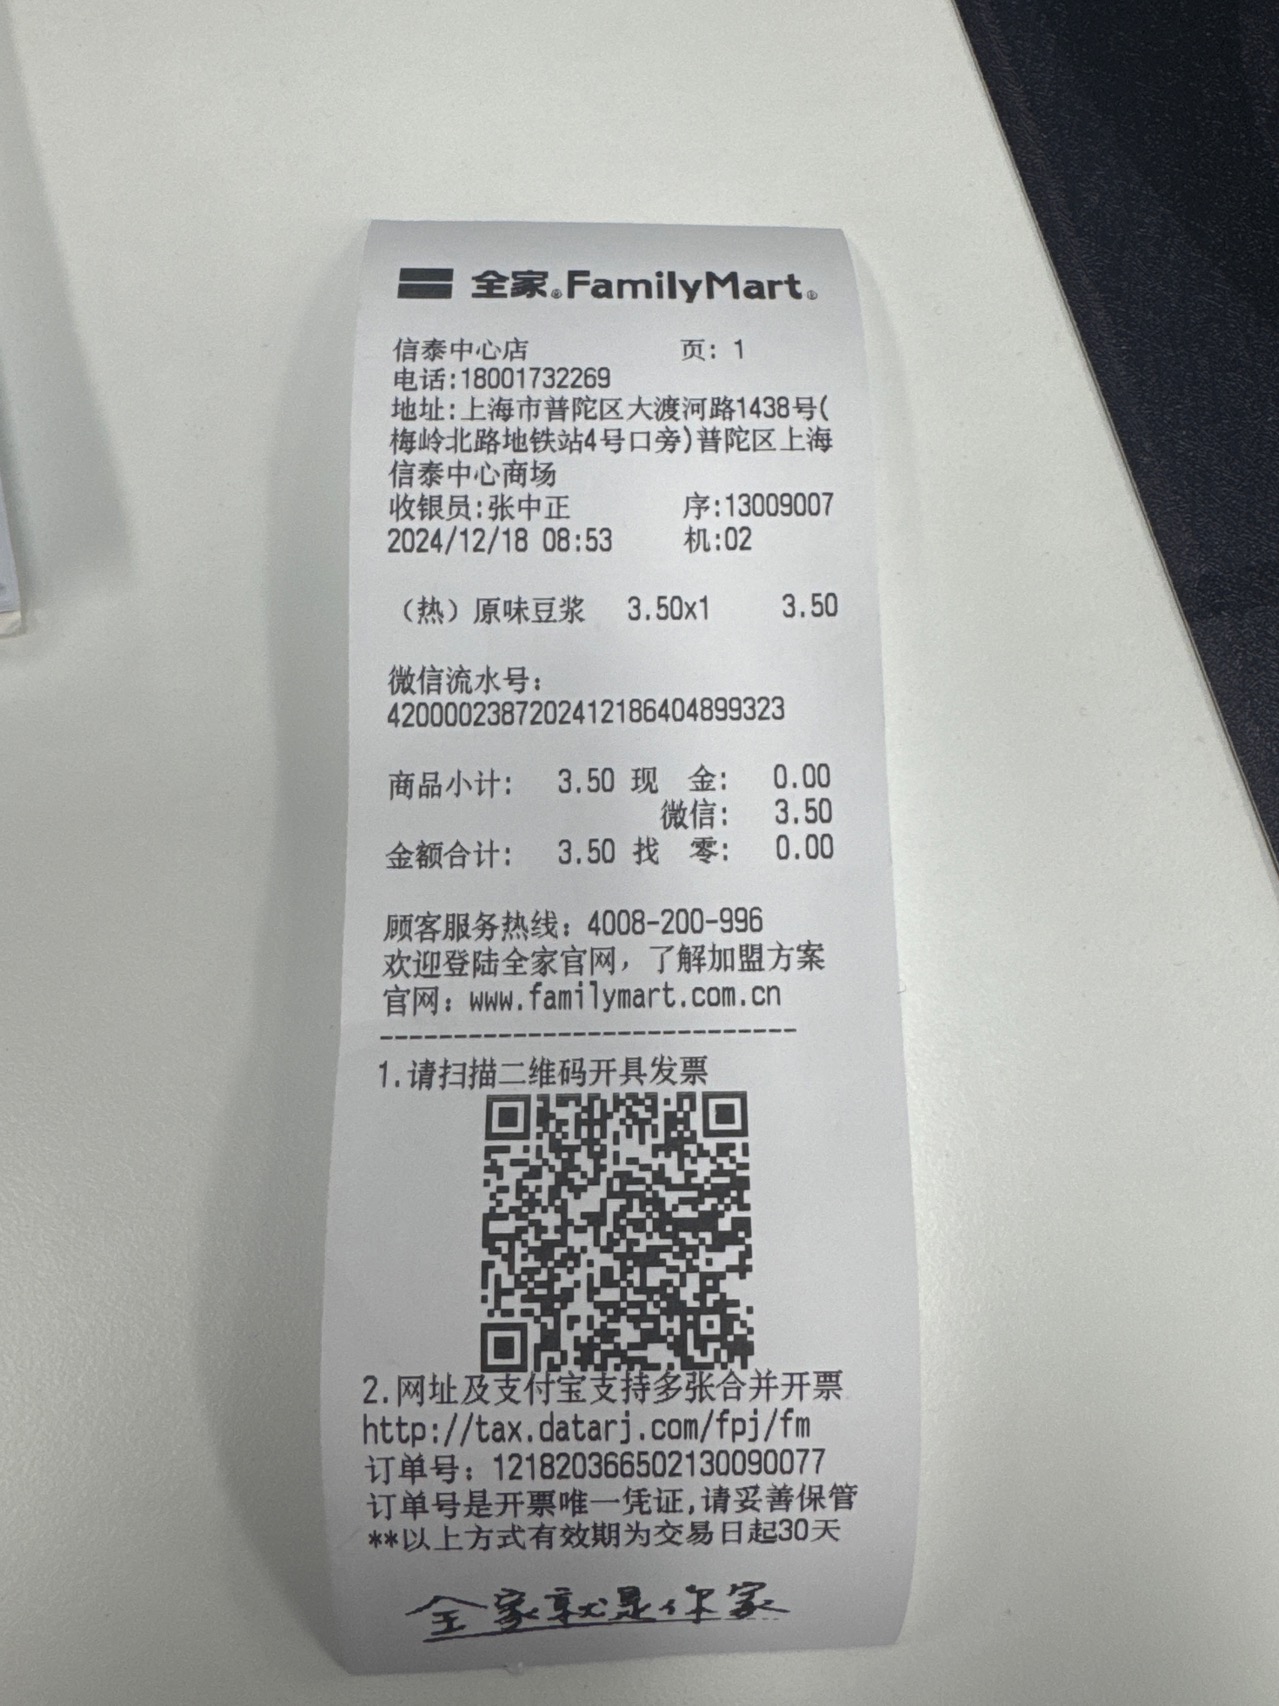 全家®FamilyMart®
信泰中心店 页: 1
电话:18001732269
地址:上海市普陀区大渡河路1438号(
梅岭北路地铁站4号口旁)普陀区上海
信泰中心商场
收银员:张中正 序:13009007
2024/12/18 08:53 机:02
（热）原味豆浆 3.50x1 3.50
微信流水号:
4200002387202412186404899323
商品小计: 3.50 现 金: 0.00
微信: 3.50
金额合计: 3.50 找 零: 0.00
顾客服务热线: 4008-200-996
欢迎登陆全家官网，了解加盟方案
官网: www.familymart.com.cn
-----------------------------
1.请扫描二维码开具发票
2.网址及支付宝支持多张合并开票
http://tax.datarj.com/fpj/fm
订单号: 121820366502130090077
订单号是开票唯一凭证,请妥善保管
**以上方式有效期为交易日起30天
全家就是你家